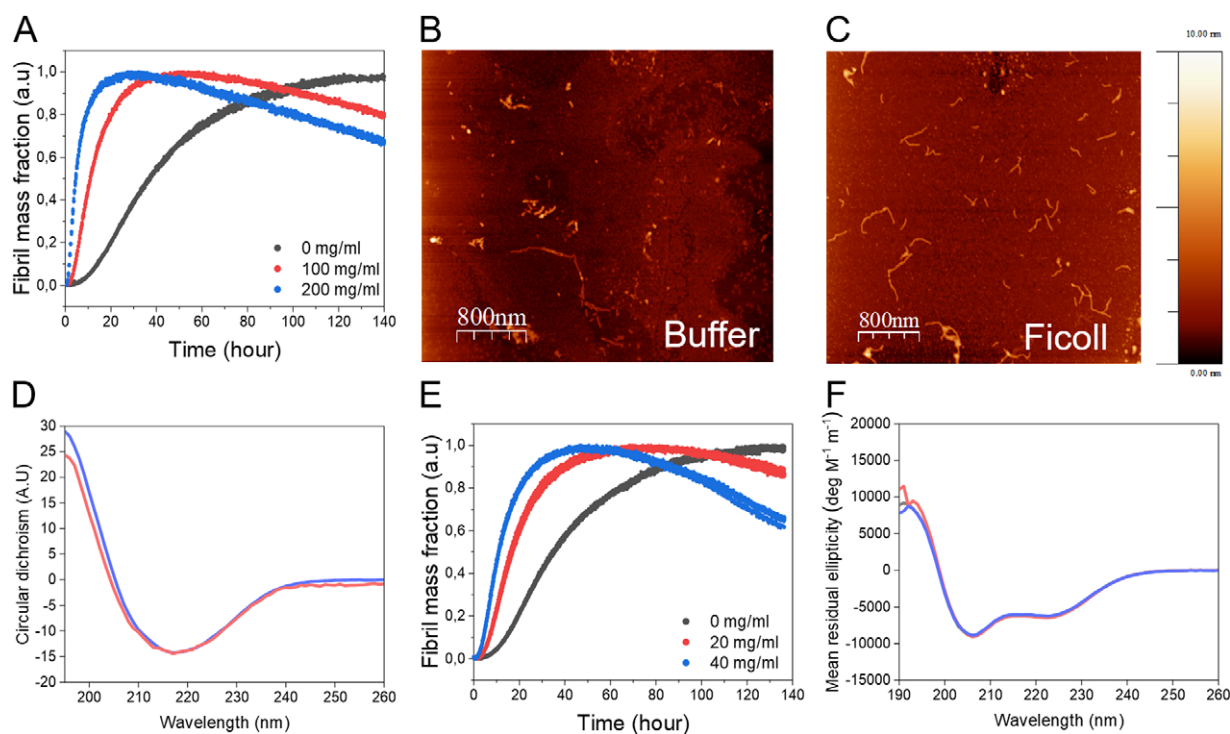 A
Fibril mass fraction (a.u)
1,0
0,8
0,6
0,4
0,2
0,0
0 mg/ml
100 mg/ml
200 mg/ml
0 20 40 60 80 100 120 140
Time (hour)
B
800nm
Buffer
C
800nm
Ficoll
10.00 nm
0.00 nm
D
Circular dichroism (A.U)
30
25
20
15
10
5
0
-5
-10
-15
-20
200 210 220 230 240 250 260
Wavelength (nm)
E
Fibril mass fraction (a.u)
1,0
0,8
0,6
0,4
0,2
0,0
0 mg/ml
20 mg/ml
40 mg/ml
0 20 40 60 80 100 120 140
Time (hour)
F
Mean residual ellipticity (deg M⁻¹ m⁻¹)
20000
15000
10000
5000
0
-5000
-10000
-15000
190 200 210 220 230 240 250 260
Wavelength (nm)